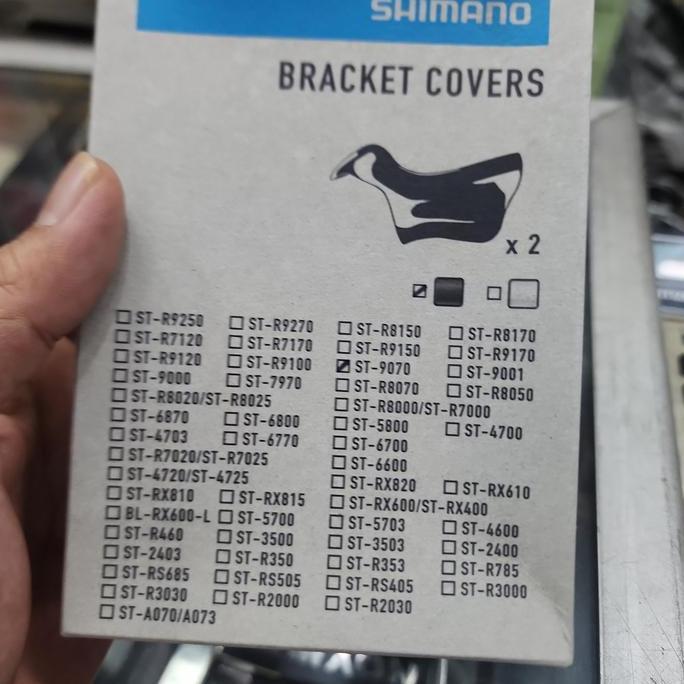 SHIMANO
BRACKET COVERS
x 2
ST-R9250 ST-R9270 ST-R8150 ST-R8170
ST-R7120 ST-R7170 ST-R9150 ST-R9170
ST-R9120 ST-R9100 ST-9070 ST-9001
ST-9000 ST-7970 ST-R8070 ST-R8050
ST-R8020/ST-R8025 ST-R8000/ST-R7000
ST-6870 ST-6800 ST-5800 ST-4700
ST-4703 ST-6770 ST-6700
ST-R7020/ST-R7025 ST-6600
ST-4720/ST-4725 ST-RX820 ST-RX610
ST-RX810 ST-RX815 ST-RX600/ST-RX400
BL-RX600-L ST-5700 ST-5703 ST-4600
ST-R460 ST-3500 ST-3503 ST-2400
ST-2403 ST-R350 ST-R353 ST-R785
ST-RS685 ST-RS505 ST-RS405 ST-R3000
ST-R3030 ST-R2000 ST-R2030
ST-A070/A073